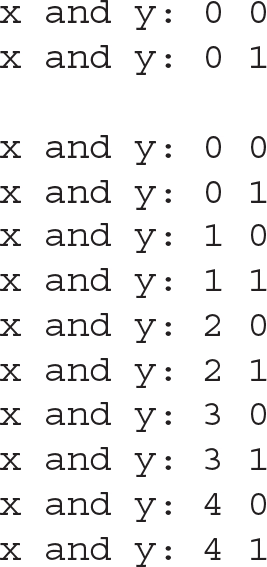 x and y: 0 0
x and y: 0 1

x and y: 0 0
x and y: 0 1
x and y: 1 0
x and y: 1 1
x and y: 2 0
x and y: 2 1
x and y: 3 0
x and y: 3 1
x and y: 4 0
x and y: 4 1